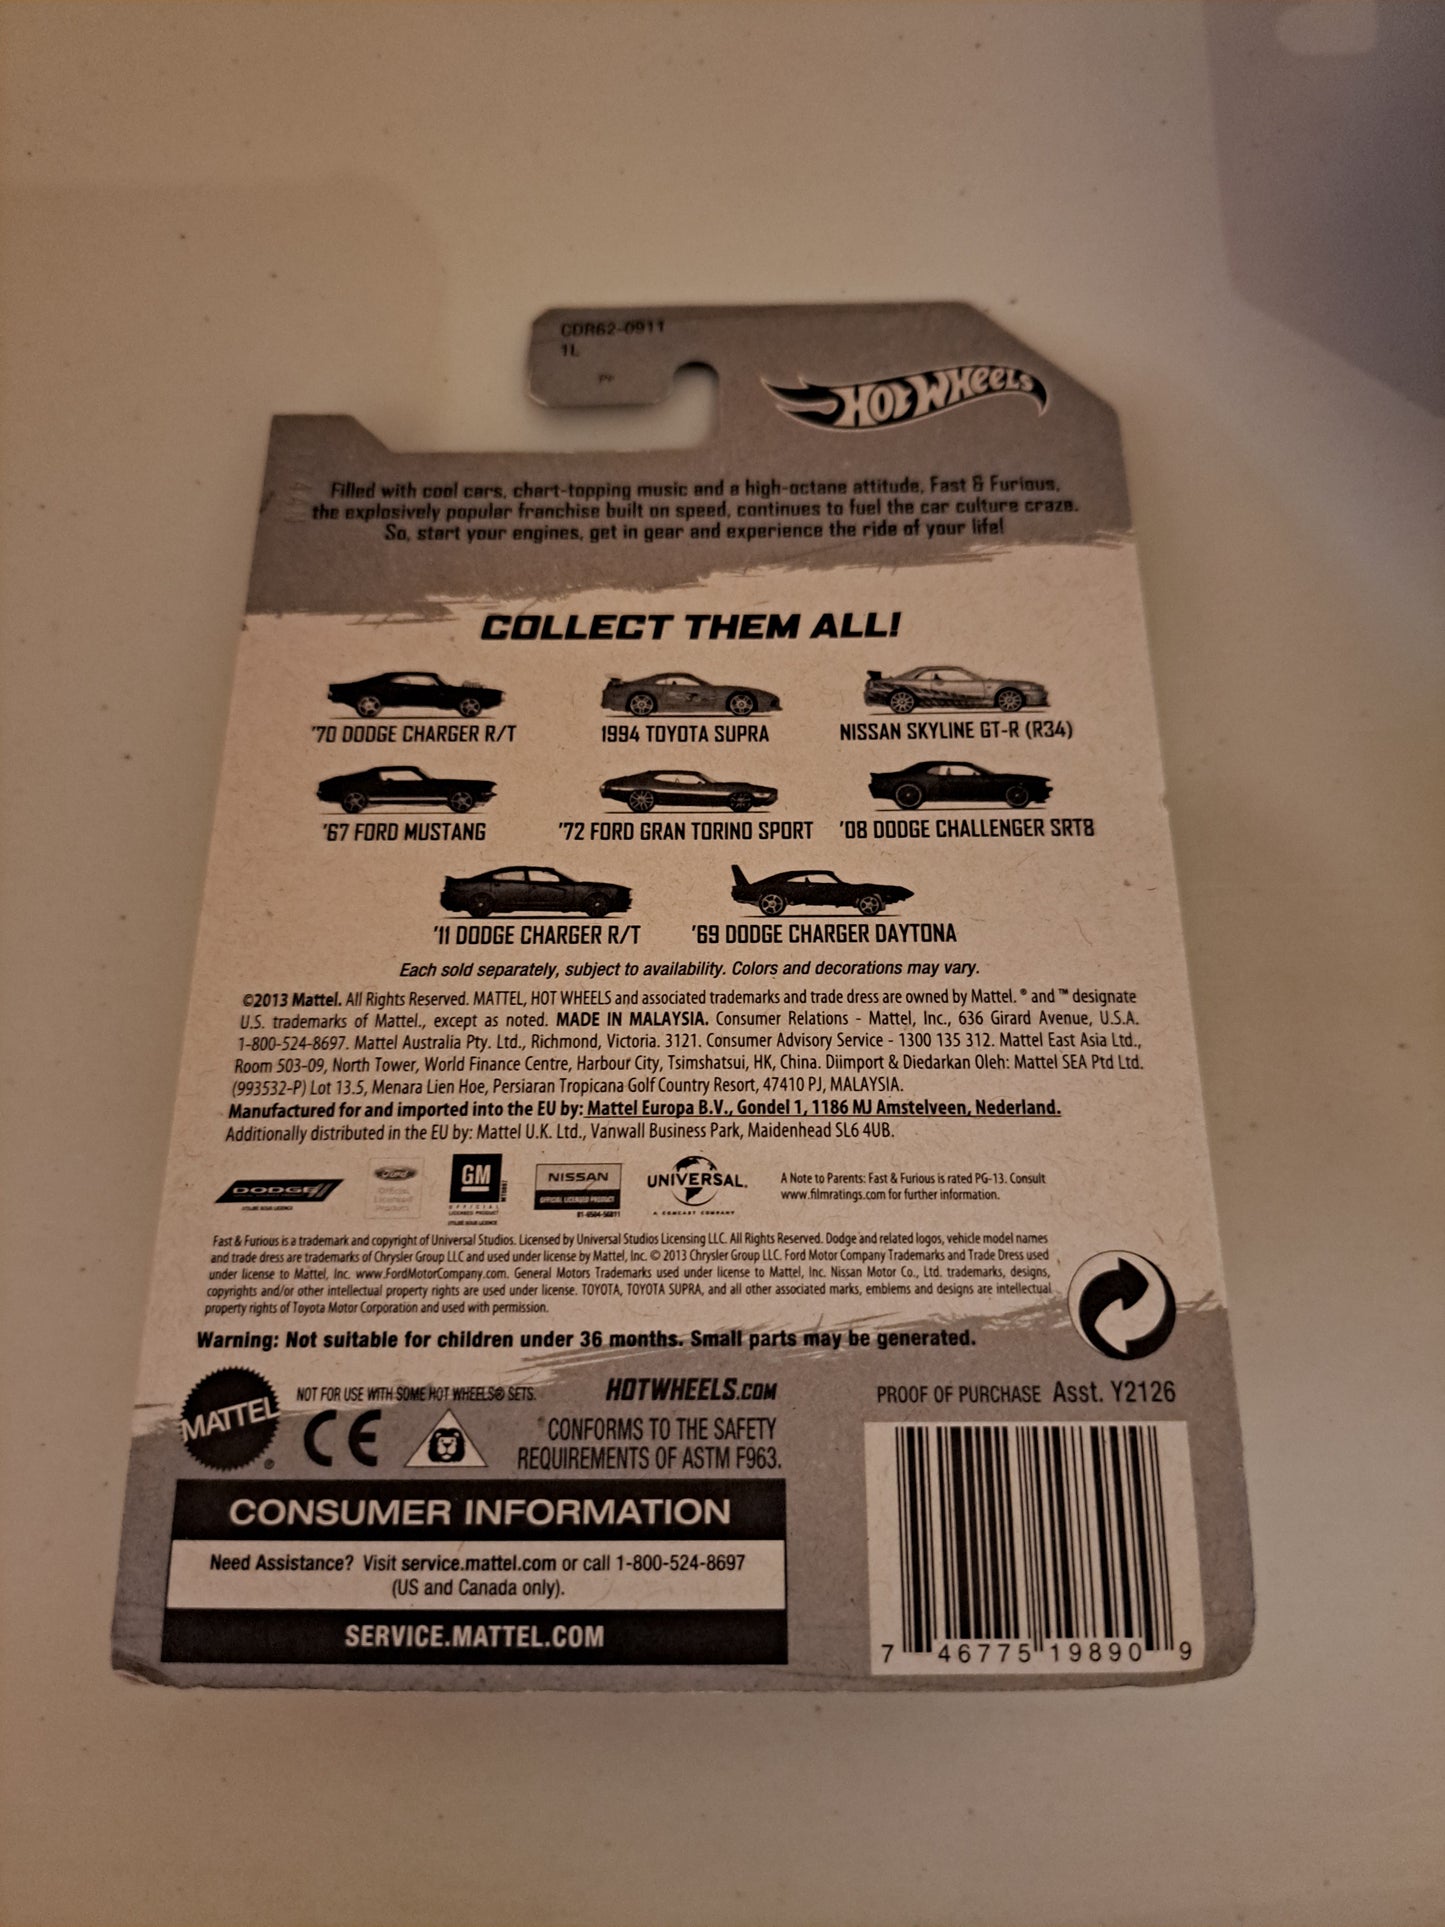 CDR62-0911
1L
HOT WHEELS
Filled with cool cars, chart-topping music and a high-octane attitude, Fast & Furious,
the explosively popular franchise built on speed, continues to fuel the car culture craze.
So, start your engines, get in gear and experience the ride of your life!
COLLECT THEM ALL!
'70 DODGE CHARGER R/T
1994 TOYOTA SUPRA
NISSAN SKYLINE GT-R (R34)
'67 FORD MUSTANG
'72 FORD GRAN TORINO SPORT
'08 DODGE CHALLENGER SRT8
'11 DODGE CHARGER R/T
'69 DODGE CHARGER DAYTONA
Each sold separately, subject to availability. Colors and decorations may vary.
©2013 Mattel. All Rights Reserved. MATTEL, HOT WHEELS and associated trademarks and trade dress are owned by Mattel. ® and ™ designate
U.S. trademarks of Mattel., except as noted. MADE IN MALAYSIA. Consumer Relations - Mattel, Inc., 636 Girard Avenue, U.S.A.
1-800-524-8697. Mattel Australia Pty. Ltd., Richmond, Victoria. 3121. Consumer Advisory Service - 1300 135 312. Mattel East Asia Ltd.,
Room 503-09, North Tower, World Finance Centre, Harbour City, Tsimshatsui, HK, China. Diimport & Diedarkan Oleh: Mattel SEA Ptd Ltd.
(993532-P) Lot 13.5, Menara Lien Hoe, Persiaran Tropicana Golf Country Resort, 47410 PJ, MALAYSIA.
Manufactured for and imported into the EU by: Mattel Europa B.V., Gondel 1, 1186 MJ Amstelveen, Nederland.
Additionally distributed in the EU by: Mattel U.K. Ltd., Vanwall Business Park, Maidenhead SL6 4UB.
DODGE
Ford
Official
Licensed
Product
GM
OFFICIAL
LICENSED PRODUCT
NISSAN
OFFICIAL LICENSED PRODUCT
UNIVERSAL
A COMCAST COMPANY
A Note to Parents: Fast & Furious is rated PG-13. Consult
www.filmratings.com for further information.
Fast & Furious is a trademark and copyright of Universal Studios. Licensed by Universal Studios Licensing LLC. All Rights Reserved. Dodge and related logos, vehicle model names
and trade dress are trademarks of Chrysler Group LLC and used under license by Mattel, Inc. © 2013 Chrysler Group LLC. Ford Motor Company Trademarks and Trade Dress used
under license to Mattel, Inc. www.FordMotorCompany.com. General Motors Trademarks used under license to Mattel, Inc. Nissan Motor Co., Ltd. trademarks, designs,
copyrights and/or other intellectual property rights are used under license. TOYOTA, TOYOTA SUPRA, and all other associated marks, emblems and designs are intellectual
property rights of Toyota Motor Corporation and used with permission.
Warning: Not suitable for children under 36 months. Small parts may be generated.
MATTEL
NOT FOR USE WITH SOME HOT WHEELS® SETS.
CE
HOTWHEELS.COM
CONFORMS TO THE SAFETY
REQUIREMENTS OF ASTM F963.
PROOF OF PURCHASE Asst. Y2126
CONSUMER INFORMATION
Need Assistance? Visit service.mattel.com or call 1-800-524-8697
(US and Canada only).
SERVICE.MATTEL.COM
7 46775 19890 9